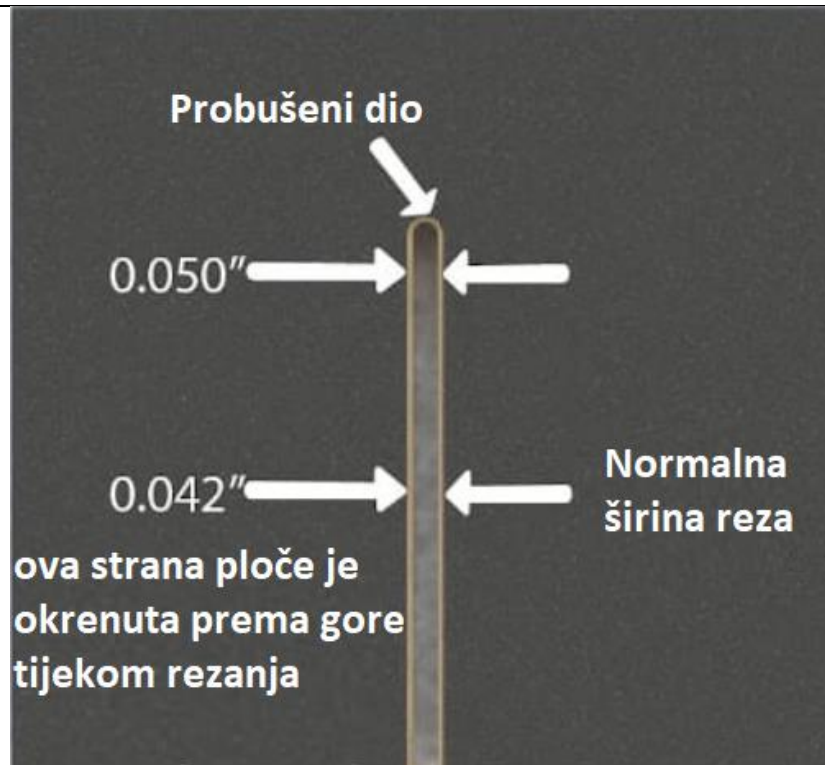 Probušeni dio
0.050"
0.042"
Normalna
širina reza
ova strana ploče je
okrenuta prema gore
tijekom rezanja